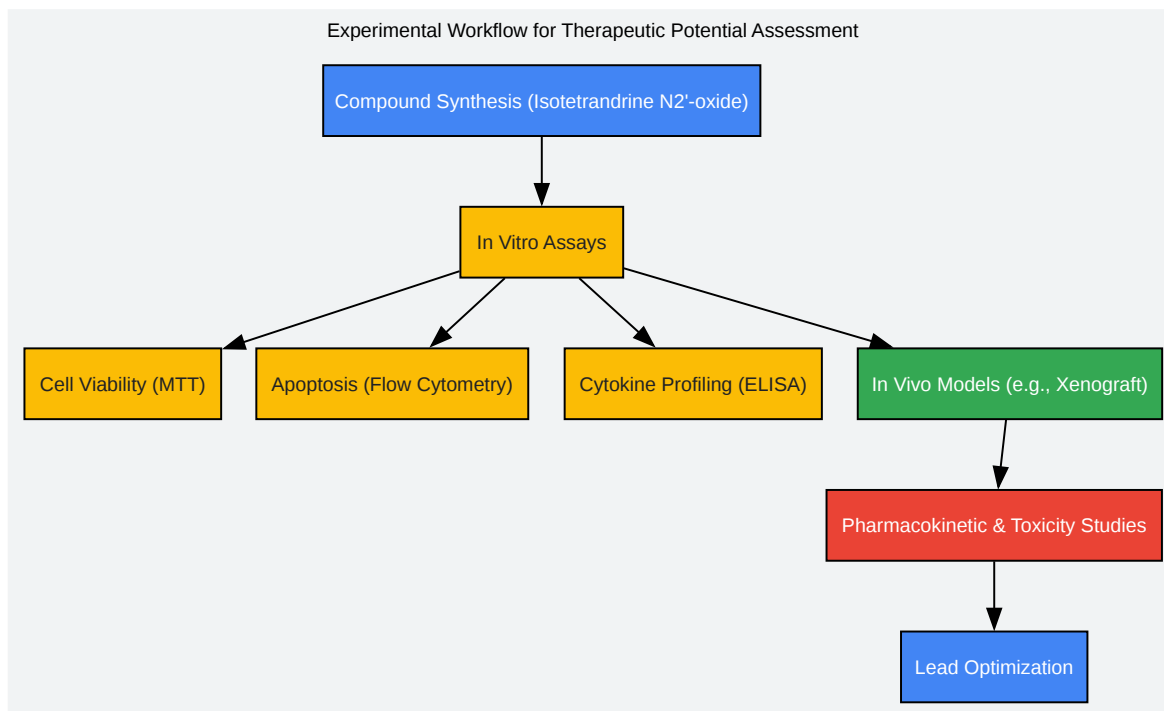 Experimental Workflow for Therapeutic Potential Assessment
Compound Synthesis (Isotetrandrine N2'-oxide)
In Vitro Assays
Cell Viability (MTT)
Apoptosis (Flow Cytometry)
Cytokine Profiling (ELISA)
In Vivo Models (e.g., Xenograft)
Pharmacokinetic & Toxicity Studies
Lead Optimization